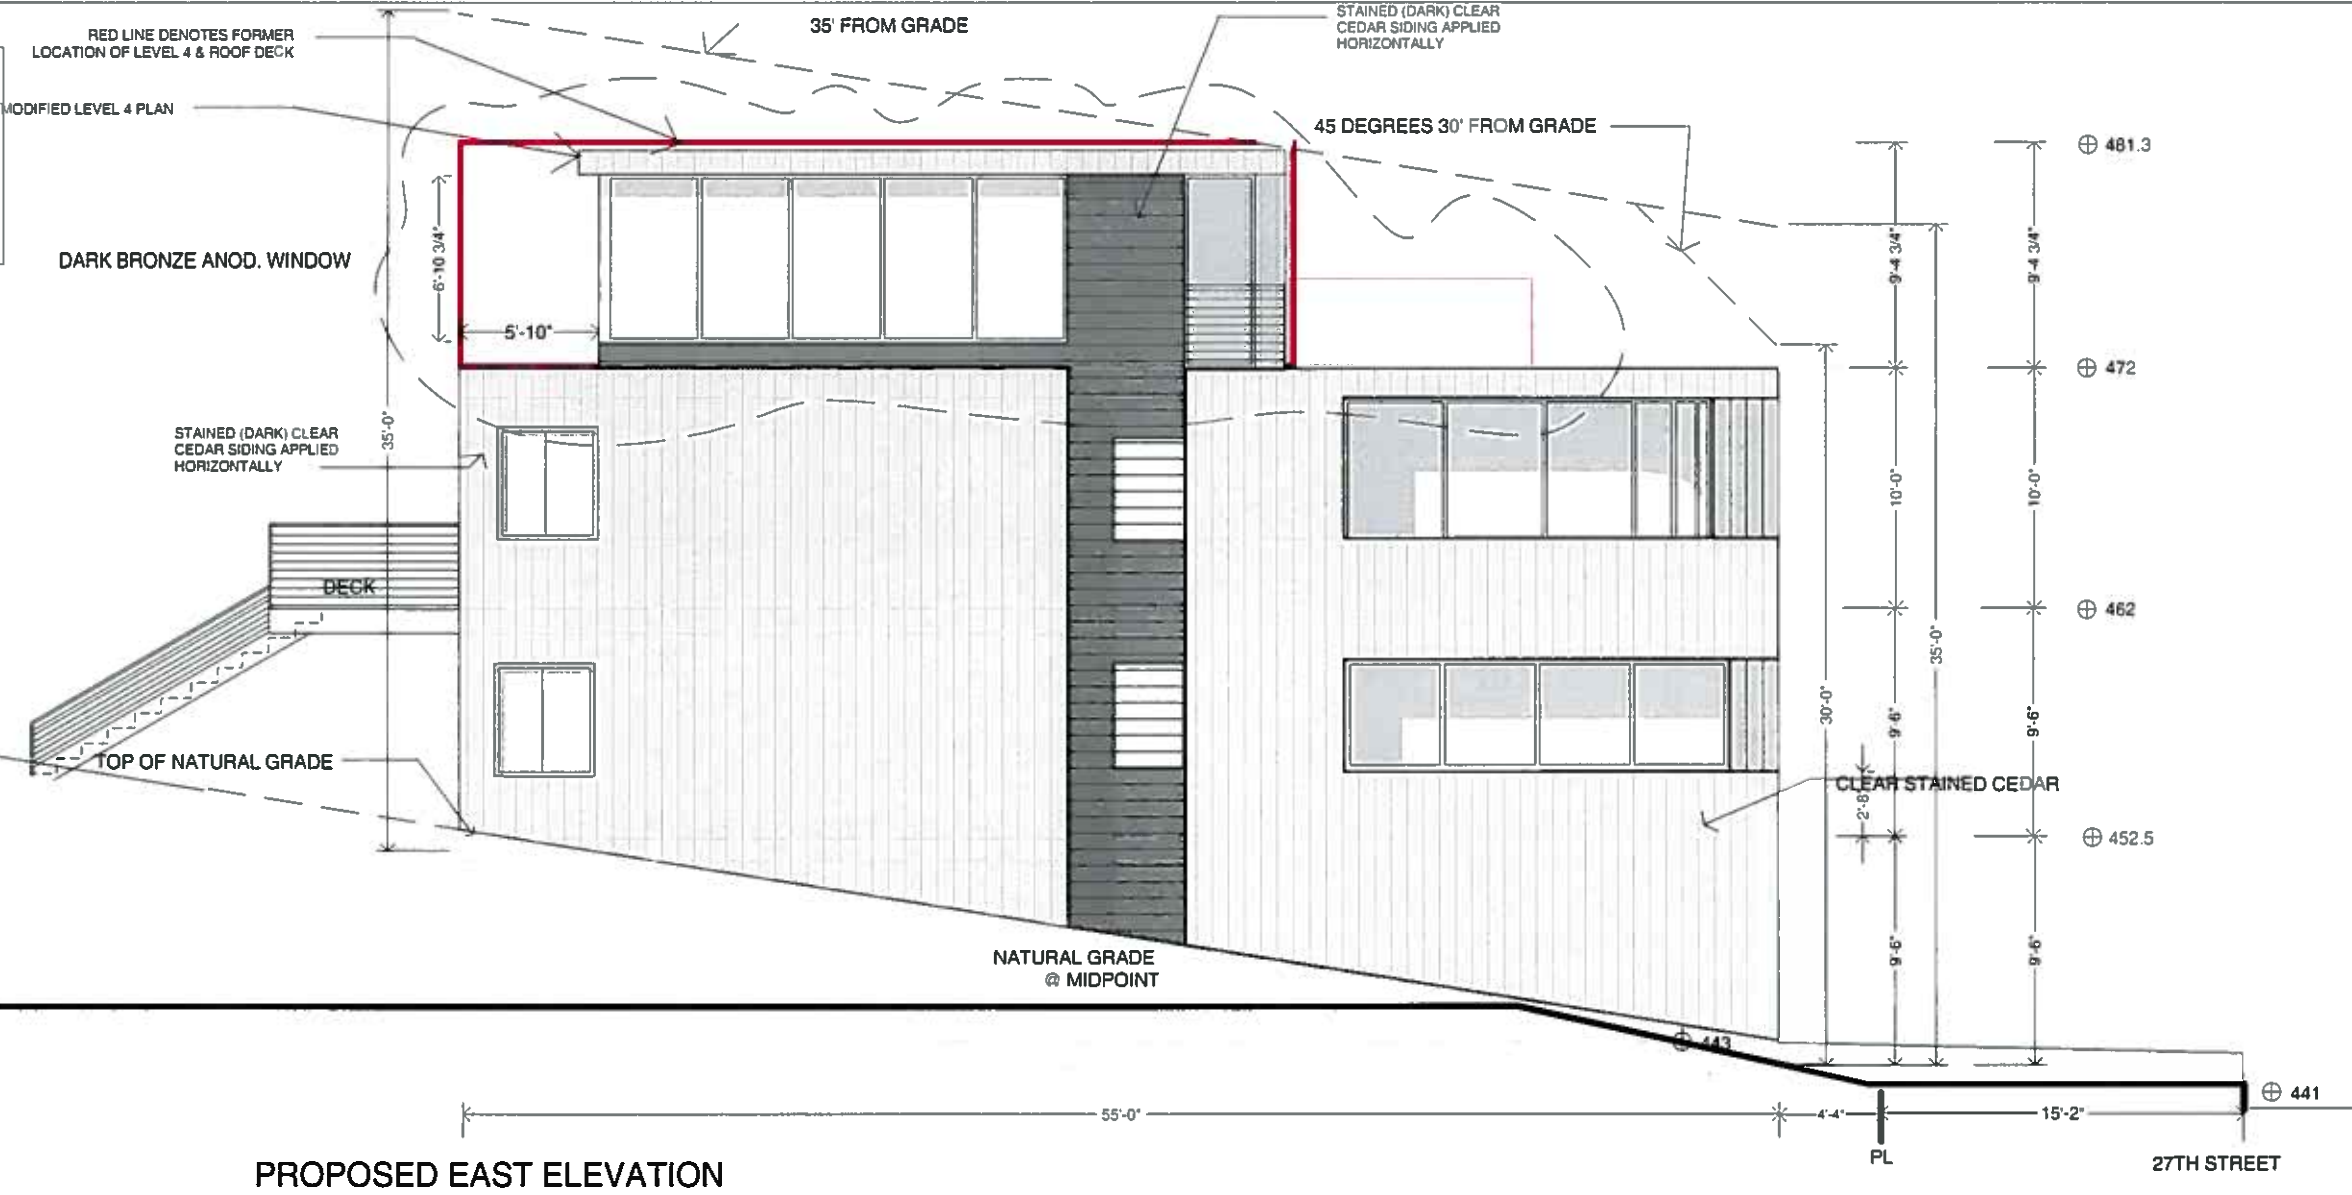 35' FROM GRADE
STAINED (DARK) CLEAR
CEDAR SIDING APPLIED
HORIZONTALLY
RED LINE DENOTES FORMER
LOCATION OF LEVEL 4 & ROOF DECK
MODIFIED LEVEL 4 PLAN
45 DEGREES 30' FROM GRADE
481.3
9'-4 3/4"
9'-4 3/4"
6'-10 3/4"
DARK BRONZE ANOD. WINDOW
5'-10"
472
35'-0"
STAINED (DARK) CLEAR
CEDAR SIDING APPLIED
HORIZONTALLY
10'-0"
10'-0"
DECK
462
35'-0"
30'-0"
9'-6"
9'-6"
TOP OF NATURAL GRADE
CLEAR STAINED CEDAR
2'-8"
452.5
NATURAL GRADE
@ MIDPOINT
9'-6"
9'-6"
443
441
55'-0"
4'-4"
15'-2"
PL
27TH STREET
PROPOSED EAST ELEVATION